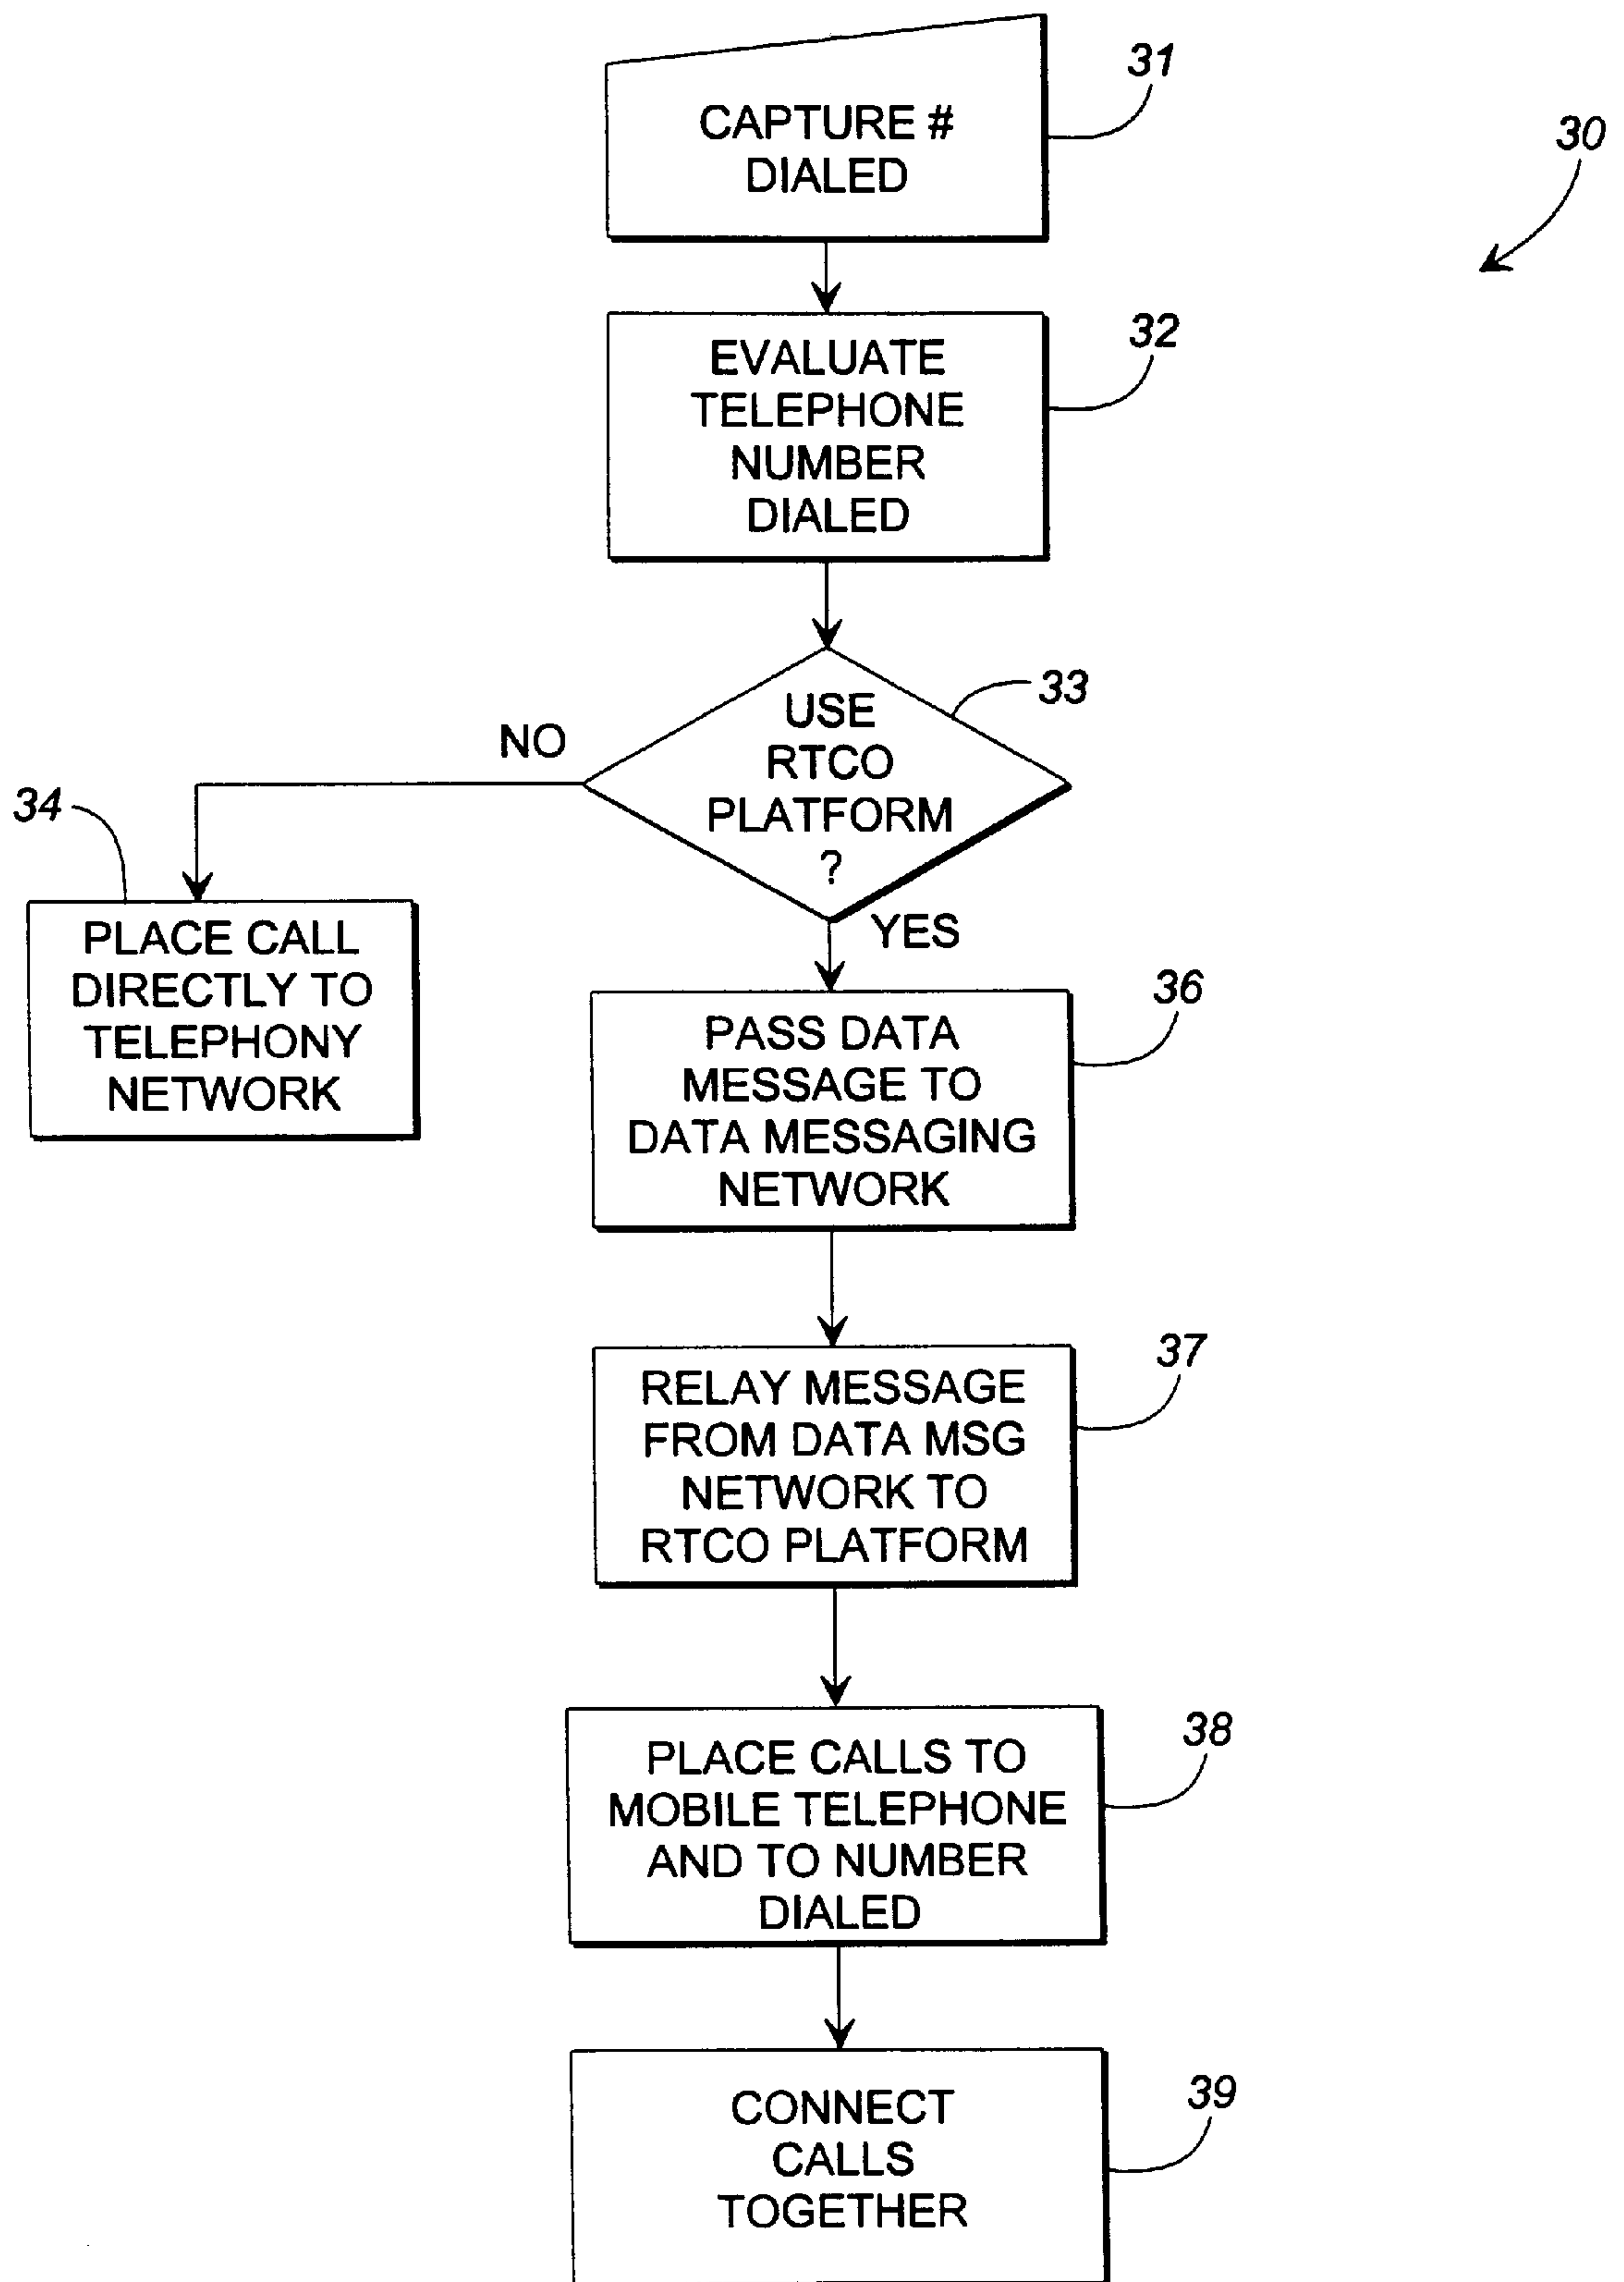 31
CAPTURE #
DIALED
30
32
EVALUATE
TELEPHONE
NUMBER
DIALED
33
USE
RTCO
PLATFORM
?
NO
34
YES
PLACE CALL
DIRECTLY TO
TELEPHONY
NETWORK
36
PASS DATA
MESSAGE TO
DATA MESSAGING
NETWORK
37
RELAY MESSAGE
FROM DATA MSG
NETWORK TO
RTCO PLATFORM
38
PLACE CALLS TO
MOBILE TELEPHONE
AND TO NUMBER
DIALED
39
CONNECT
CALLS
TOGETHER